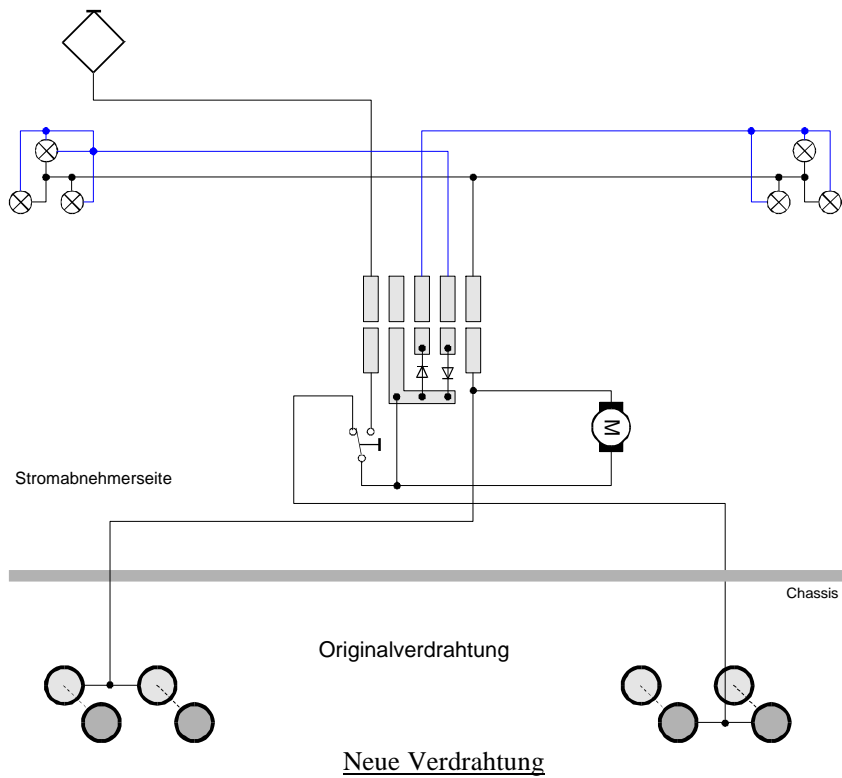 M
Stromabnehmerseite
Chassis
Originalverdrahtung
Neue Verdrahtung